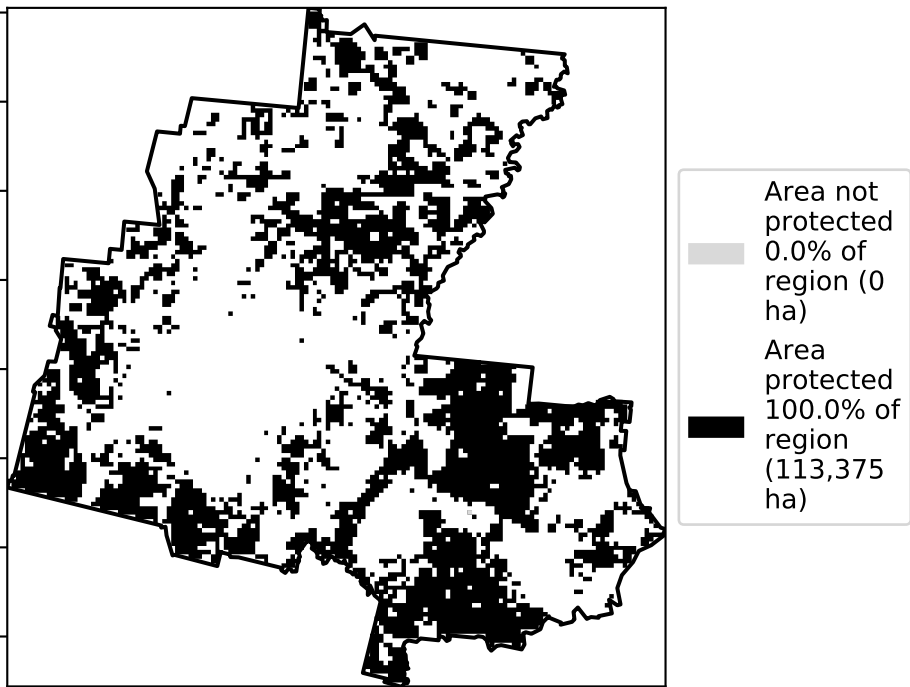 Area not
protected
0.0% of
region (0
ha)
Area
protected
100.0% of
region
(113,375
ha)